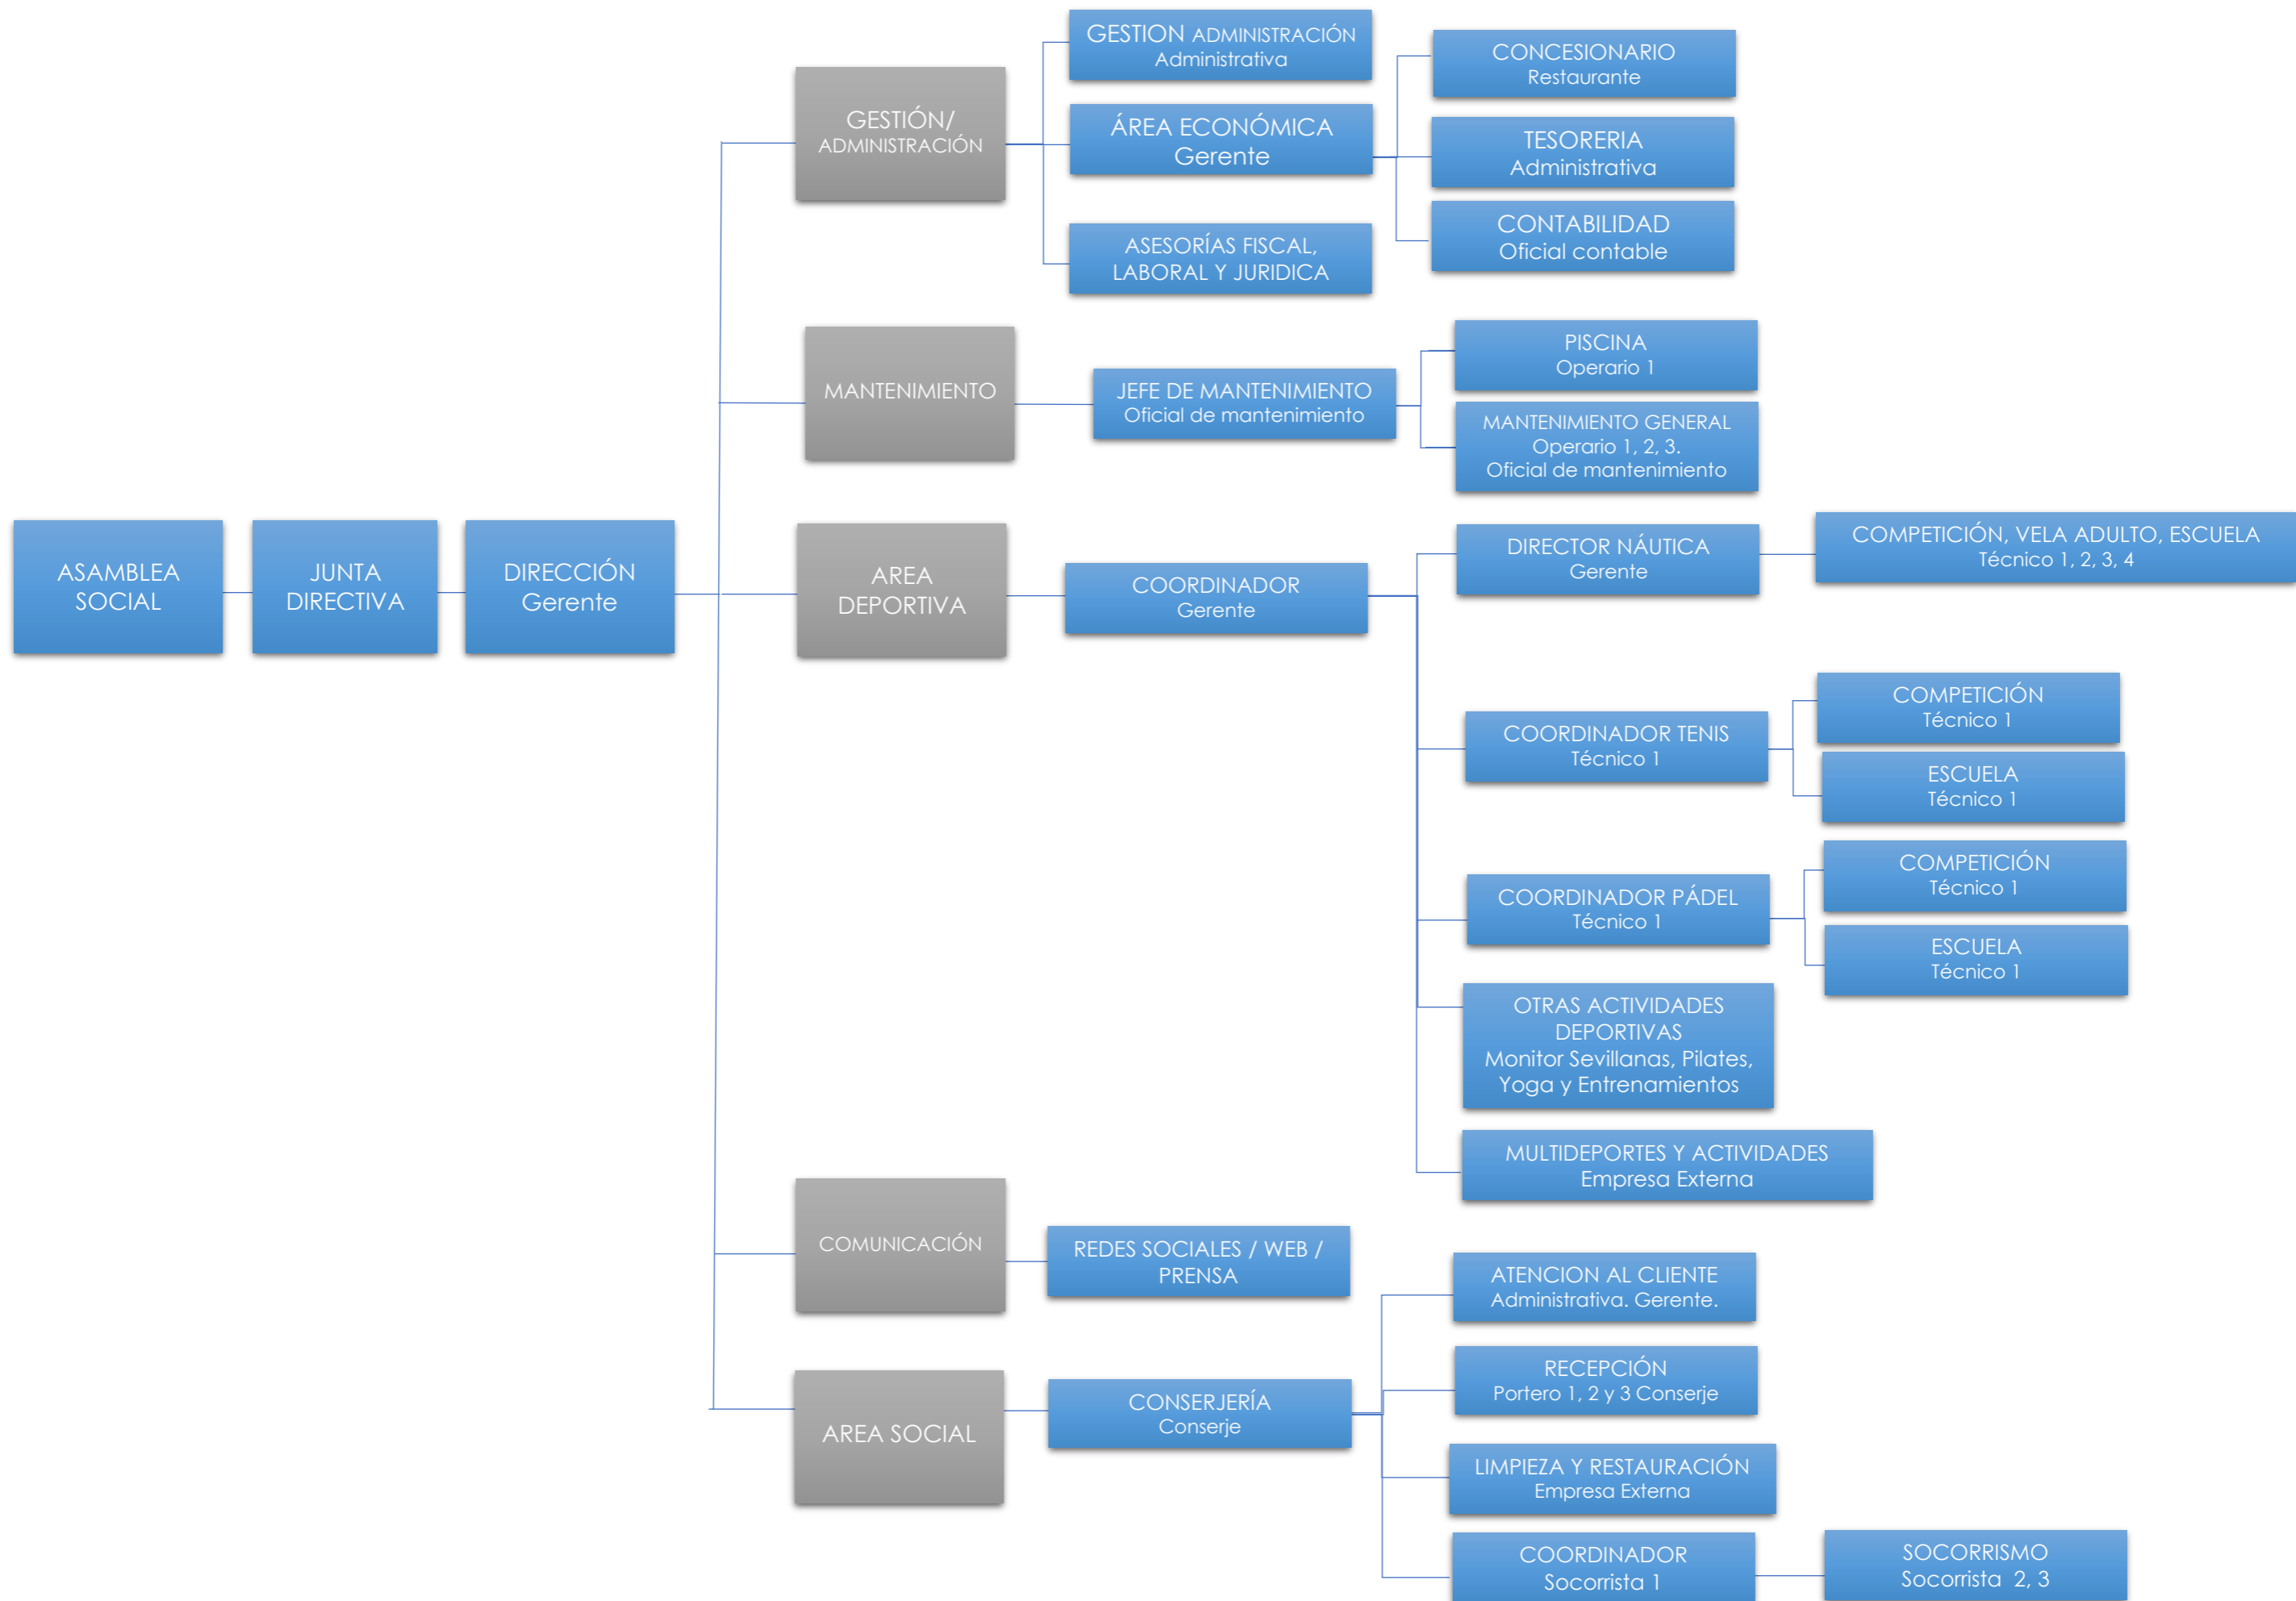 GESTION ADMINISTRACIÓN
Administrativa
CONCESIONARIO
Restaurante
GESTIÓN/
ADMINISTRACIÓN
ÁREA ECONÓMICA
Gerente
TESORERIA
Administrativa
ASESORÍAS FISCAL,
LABORAL Y JURIDICA
CONTABILIDAD
Oficial contable
MANTENIMIENTO
JEFE DE MANTENIMIENTO
Oficial de mantenimiento
PISCINA
Operario 1
MANTENIMIENTO GENERAL
Operario 1, 2, 3.
Oficial de mantenimiento
ASAMBLEA
SOCIAL
JUNTA
DIRECTIVA
DIRECCIÓN
Gerente
AREA
DEPORTIVA
COORDINADOR
Gerente
DIRECTOR NÁUTICA
Gerente
COMPETICIÓN, VELA ADULTO, ESCUELA
Técnico 1, 2, 3, 4
COORDINADOR TENIS
Técnico 1
COMPETICIÓN
Técnico 1
ESCUELA
Técnico 1
COORDINADOR PÁDEL
Técnico 1
COMPETICIÓN
Técnico 1
ESCUELA
Técnico 1
OTRAS ACTIVIDADES
DEPORTIVAS
Monitor Sevillanas, Pilates,
Yoga y Entrenamientos
MULTIDEPORTES Y ACTIVIDADES
Empresa Externa
COMUNICACIÓN
REDES SOCIALES / WEB /
PRENSA
AREA SOCIAL
CONSERJERÍA
Conserje
ATENCION AL CLIENTE
Administrativa. Gerente.
RECEPCIÓN
Portero 1, 2 y 3 Conserje
LIMPIEZA Y RESTAURACIÓN
Empresa Externa
COORDINADOR
Socorrista 1
SOCORRISMO
Socorrista 2, 3